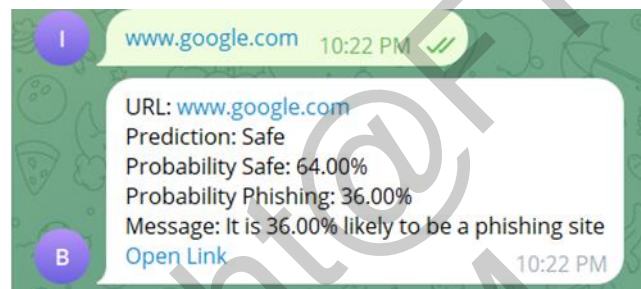 I
www.google.com 10:22 PM
URL: www.google.com
Prediction: Safe
Probability Safe: 64.00%
Probability Phishing: 36.00%
Message: It is 36.00% likely to be a phishing site
B
Open Link 10:22 PM